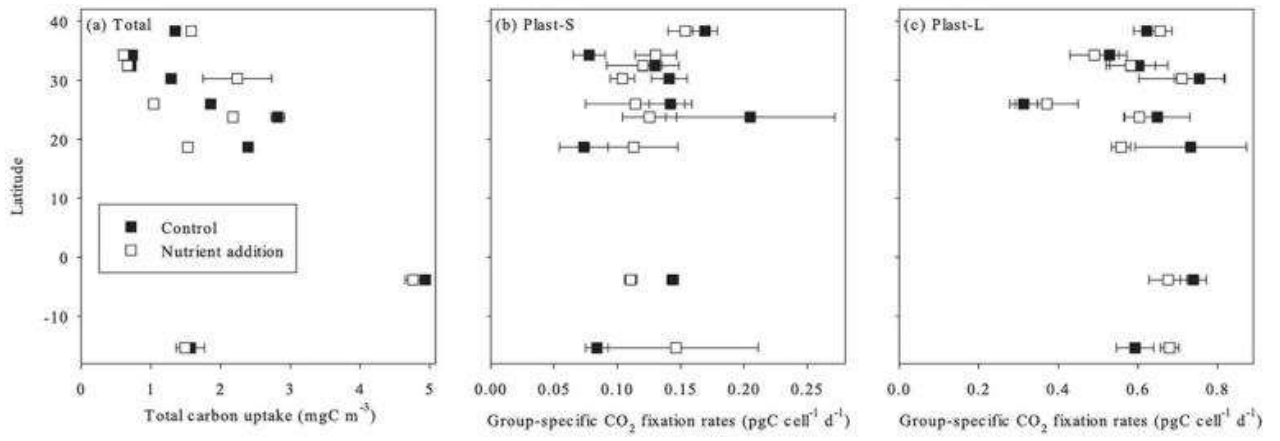 (a) Total
(b) Plast-S
(c) Plast-L
40
30
20
10
0
-10
Latitude
Control
Nutrient addition
0 1 2 3 4 5
0.00 0.05 0.10 0.15 0.20 0.25
0.0 0.2 0.4 0.6 0.8
Total carbon uptake (mgC m⁻³)
Group-specific CO₂ fixation rates (pgC cell⁻¹ d⁻¹)
Group-specific CO₂ fixation rates (pgC cell⁻¹ d⁻¹)